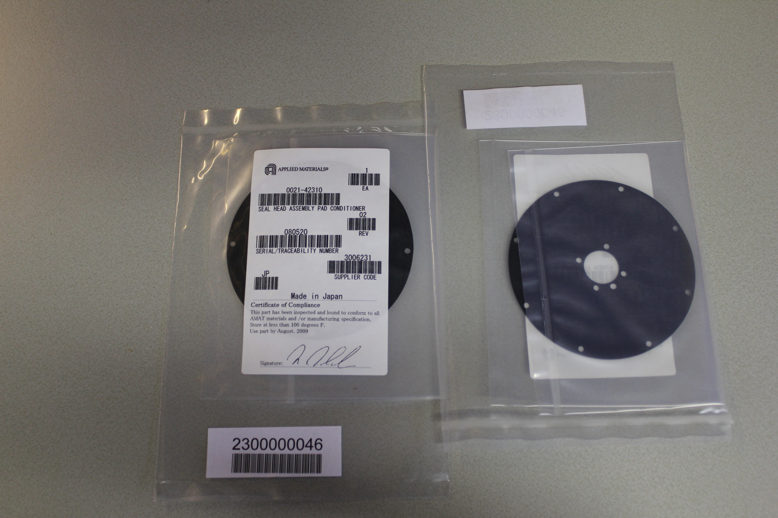 APPLIED MATERIALS®
1
EA
0021-42310
SEAL HEAD ASSEMBLY PAD CONDITIONER
02
REV
080520
SERIAL/TRACEABILITY NUMBER
3006231
SUPPLIER CODE
JP
Made in Japan
Certificate of Compliance
This part has been inspected and found to conform to all
AMAT materials and /or manufacturing specification.
Store at less than 100 degrees F.
Use part by August, 2009
Signature:
2300000046